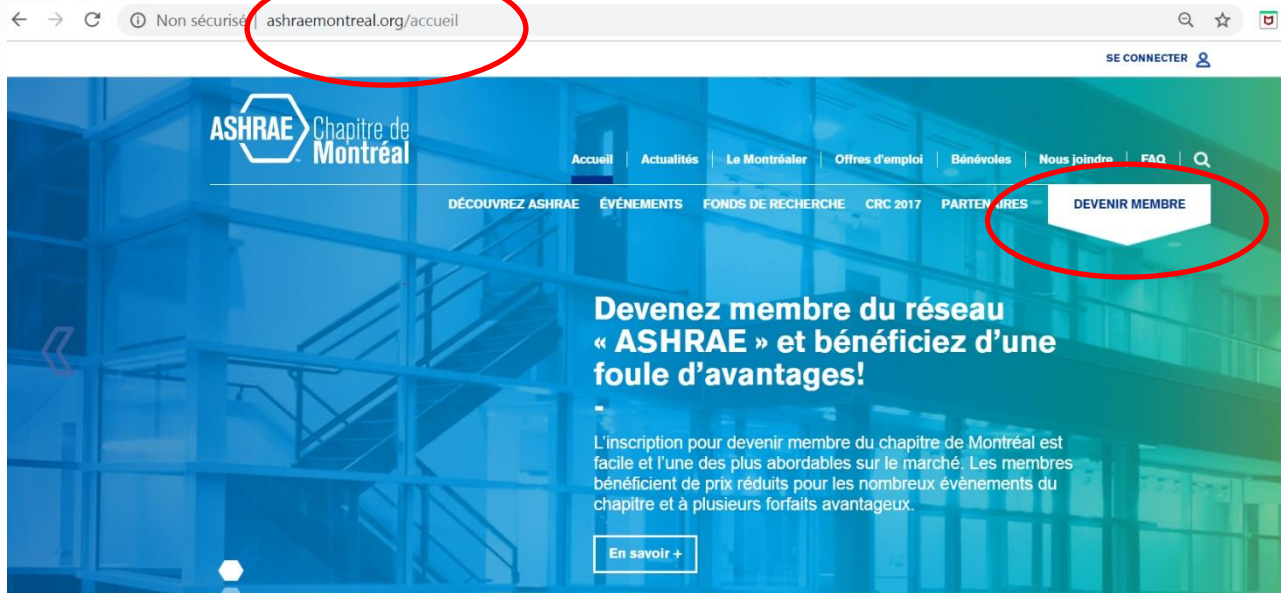 Non sécurisé | ashraemontreal.org/accueil
SE CONNECTER
ASHRAE Chapitre de
Montréal
Accueil | Actualités | Le Montréaler | Offres d'emploi | Bénévoles | Nous joindre | FAQ
DÉCOUVREZ ASHRAE ÉVÉNEMENTS FONDS DE RECHERCHE CRC 2017 PARTENAIRES DEVENIR MEMBRE
Devenez membre du réseau
« ASHRAE » et bénéficiez d'une
foule d'avantages!
-
L'inscription pour devenir membre du chapitre de Montréal est
facile et l'une des plus abordables sur le marché. Les membres
bénéficient de prix réduits pour les nombreux évènements du
chapitre et à plusieurs forfaits avantageux.
En savoir +